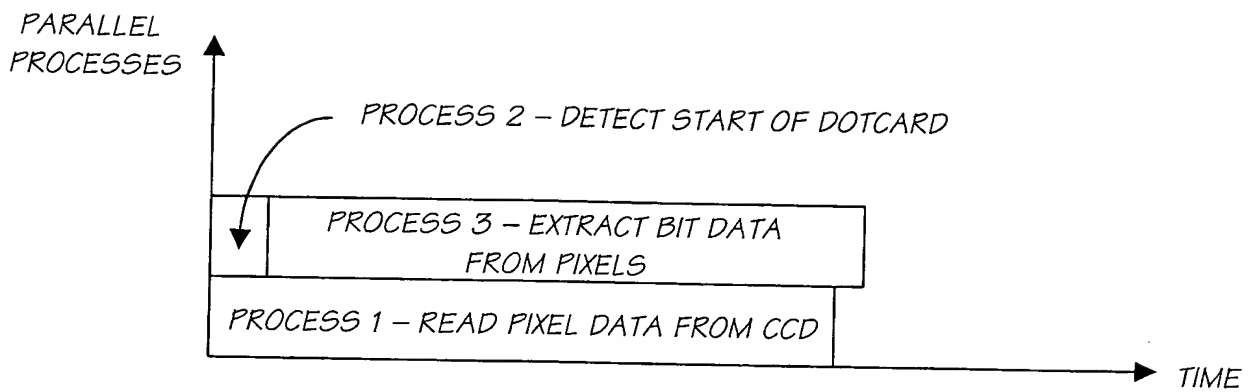 PARALLEL
PROCESSES
PROCESS 2 – DETECT START OF DOTCARD
PROCESS 3 – EXTRACT BIT DATA
FROM PIXELS
PROCESS 1 – READ PIXEL DATA FROM CCD
TIME